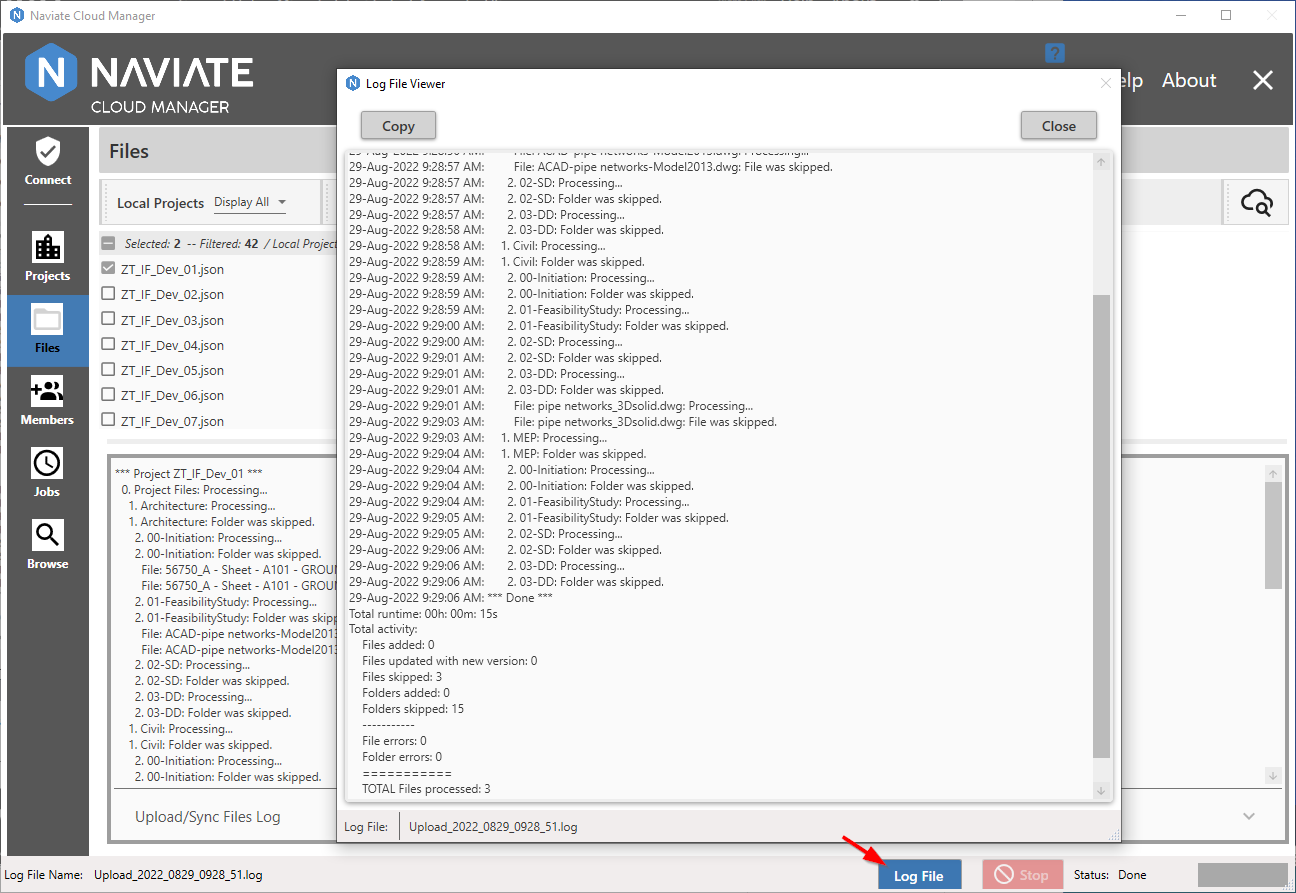 Naviate Cloud Manager
NAVIATE
CLOUD MANAGER
?
elp
About
Connect
Projects
Files
Members
Jobs
Browse
Files
Local Projects
Display All
Selected: 2 -- Filtered: 42 / Local Project
ZT_IF_Dev_01.json
ZT_IF_Dev_02.json
ZT_IF_Dev_03.json
ZT_IF_Dev_04.json
ZT_IF_Dev_05.json
ZT_IF_Dev_06.json
ZT_IF_Dev_07.json
*** Project ZT_IF_Dev_01 ***
0. Project Files: Processing...
1. Architecture: Processing...
1. Architecture: Folder was skipped.
2. 00-Initiation: Processing...
2. 00-Initiation: Folder was skipped.
File: 56750_A - Sheet - A101 - GROU
File: 56750_A - Sheet - A101 - GROU
2. 01-FeasibilityStudy: Processing...
2. 01-FeasibilityStudy: Folder was skip
File: ACAD-pipe networks-Model2013
File: ACAD-pipe networks-Model2013
2. 02-SD: Processing...
2. 02-SD: Folder was skipped.
2. 03-DD: Processing...
2. 03-DD: Folder was skipped.
1. Civil: Processing...
1. Civil: Folder was skipped.
2. 00-Initiation: Processing...
2. 00-Initiation: Folder was skipped.
Upload/Sync Files Log
Log File Viewer
Copy
Close
29-Aug-2022 9:28:56 AM: File: ACAD-pipe networks-Model2013.dwg: Processing...
29-Aug-2022 9:28:57 AM: File: ACAD-pipe networks-Model2013.dwg: File was skipped.
29-Aug-2022 9:28:57 AM: 2. 02-SD: Processing...
29-Aug-2022 9:28:57 AM: 2. 02-SD: Folder was skipped.
29-Aug-2022 9:28:57 AM: 2. 03-DD: Processing...
29-Aug-2022 9:28:58 AM: 2. 03-DD: Folder was skipped.
29-Aug-2022 9:28:58 AM: 1. Civil: Processing...
29-Aug-2022 9:28:59 AM: 1. Civil: Folder was skipped.
29-Aug-2022 9:28:59 AM: 2. 00-Initiation: Processing...
29-Aug-2022 9:28:59 AM: 2. 00-Initiation: Folder was skipped.
29-Aug-2022 9:28:59 AM: 2. 01-FeasibilityStudy: Processing...
29-Aug-2022 9:29:00 AM: 2. 01-FeasibilityStudy: Folder was skipped.
29-Aug-2022 9:29:00 AM: 2. 02-SD: Processing...
29-Aug-2022 9:29:01 AM: 2. 02-SD: Folder was skipped.
29-Aug-2022 9:29:01 AM: 2. 03-DD: Processing...
29-Aug-2022 9:29:01 AM: 2. 03-DD: Folder was skipped.
29-Aug-2022 9:29:01 AM: File: pipe networks_3Dsolid.dwg: Processing...
29-Aug-2022 9:29:03 AM: File: pipe networks_3Dsolid.dwg: File was skipped.
29-Aug-2022 9:29:03 AM: 1. MEP: Processing...
29-Aug-2022 9:29:04 AM: 1. MEP: Folder was skipped.
29-Aug-2022 9:29:04 AM: 2. 00-Initiation: Processing...
29-Aug-2022 9:29:04 AM: 2. 00-Initiation: Folder was skipped.
29-Aug-2022 9:29:04 AM: 2. 01-FeasibilityStudy: Processing...
29-Aug-2022 9:29:05 AM: 2. 01-FeasibilityStudy: Folder was skipped.
29-Aug-2022 9:29:05 AM: 2. 02-SD: Processing...
29-Aug-2022 9:29:06 AM: 2. 02-SD: Folder was skipped.
29-Aug-2022 9:29:06 AM: 2. 03-DD: Processing...
29-Aug-2022 9:29:06 AM: 2. 03-DD: Folder was skipped.
29-Aug-2022 9:29:06 AM: *** Done ***
Total runtime: 00h: 00m: 15s
Total activity:
Files added: 0
Files updated with new version: 0
Files skipped: 3
Folders added: 0
Folders skipped: 15
-----------
File errors: 0
Folder errors: 0
===========
TOTAL Files processed: 3
Log File:
Upload_2022_0829_0928_51.log
Log File Name: Upload_2022_0829_0928_51.log
Log File
Stop
Status: Done